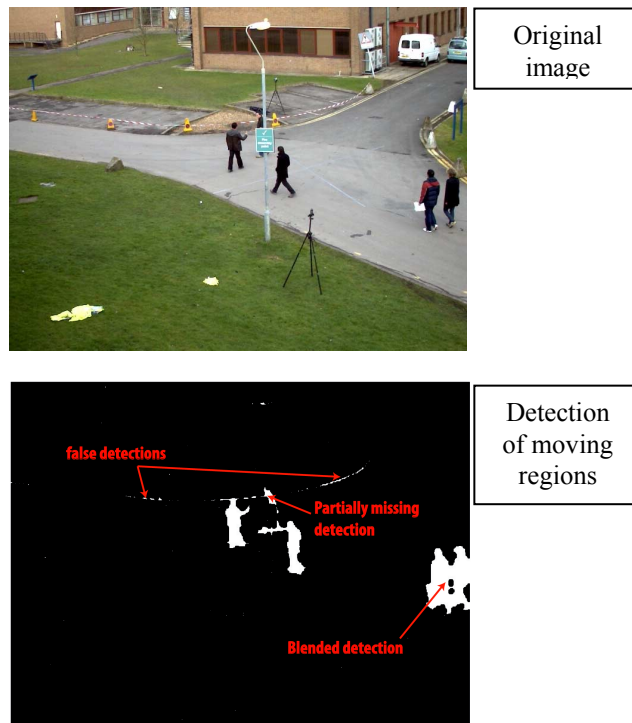 Original
image
Detection
of moving
regions
false detections
Partially missing
detection
Blended detection